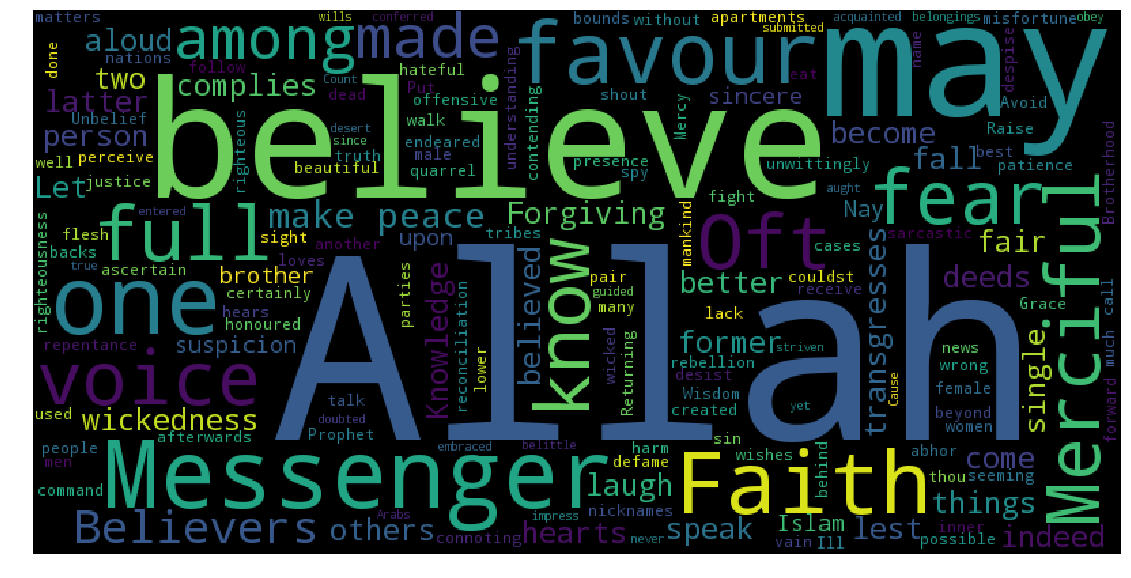 matters wills conferred bounds without apartments acquainted belongings misfortune obey
aloud among made favour may submitted name
done nations follow Count hateful Put shout eat despise
two complies dead offensive understanding sincere Avoid
latter Unbelief desert walk contending Mercy become Raise
person righteous since truth endeared male presence fall best Brotherhood
well perceive believe beautiful quarrel spy unwittingly patience
Let justice fight aught fear
full entered make peace Forgiving Oft mankind Nay sarcastic Merciful
righteousness flesh sight another upon tribes know cases transgresses fair
backs true loves believed pair better couldst deeds
ascertain brother parties guided receive
one certainly hears Knowledge reconciliation many lack Grace call
honoured former striven much
repentance suspicion lower wicked rebellion news single
voice Allah Returning desist wrong forward
talk created Wisdom yet Cause female
used wickedness doubted beyond
afterwards Prophet sin women
people embraced belittle harm wishes behind abhor come
men Messenger defame Faith thou seeming
command laugh things
nicknames inner
Believers others Arabs connoting impress hearts never speak vain Islam Ill lest possible indeed